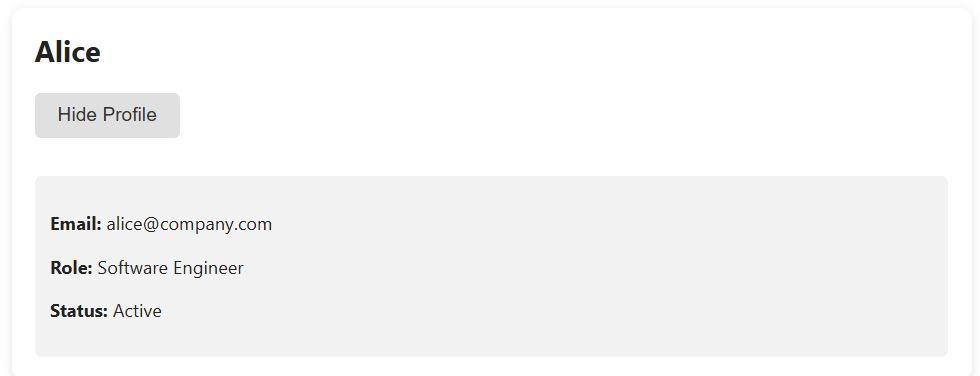 Alice
Hide Profile
Email: alice@company.com
Role: Software Engineer
Status: Active